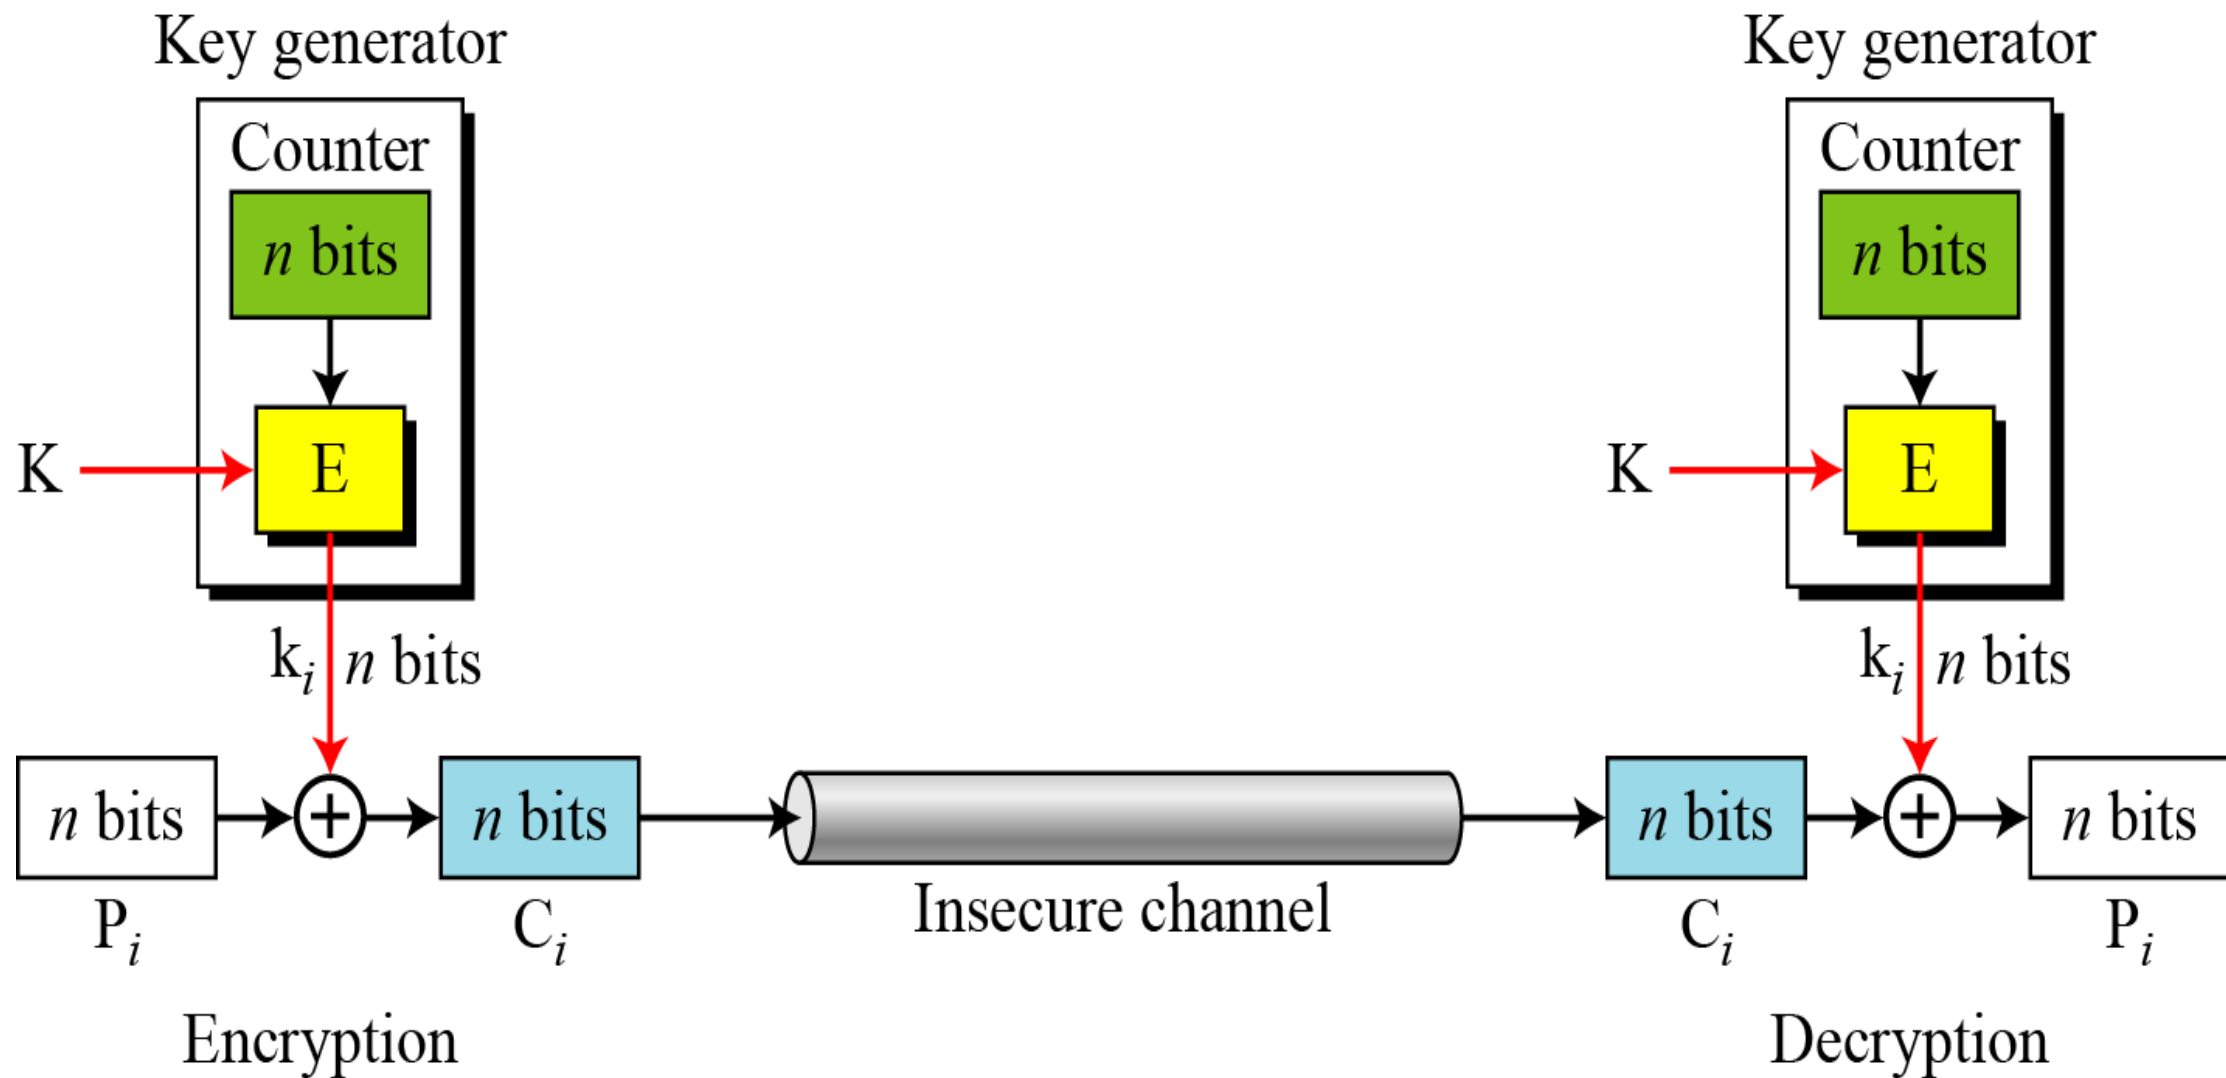 Key generator
Counter
n bits
E
K
ki n bits
n bits
Pi
n bits
Ci
Encryption
Insecure channel
Key generator
Counter
n bits
E
K
ki n bits
n bits
Ci
n bits
Pi
Decryption